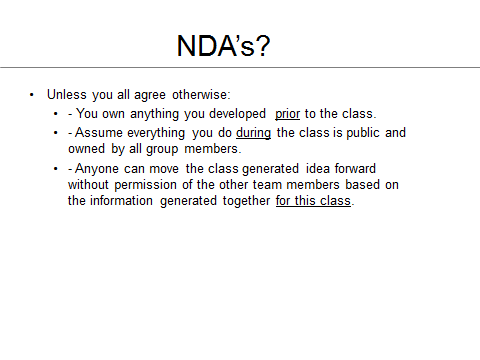 NDA's?
• Unless you all agree otherwise:
• - You own anything you developed prior to the class.
• - Assume everything you do during the class is public and
owned by all group members.
• - Anyone can move the class generated idea forward
without permission of the other team members based on
the information generated together for this class.